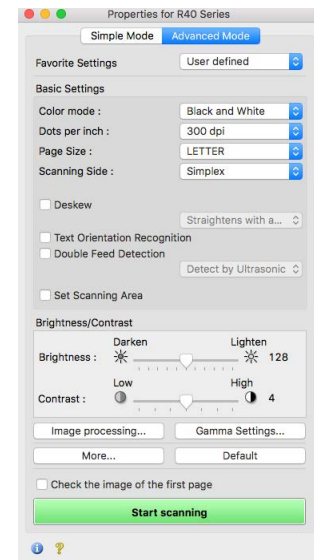 Properties for R40 Series
Simple Mode Advanced Mode
Favorite Settings User defined
Basic Settings
Color mode : Black and White
Dots per inch : 300 dpi
Page Size : LETTER
Scanning Side : Simplex
Deskew
Straightens with a...
Text Orientation Recognition
Double Feed Detection
Detect by Ultrasonic
Set Scanning Area
Brightness/Contrast
Darken Lighten
Brightness : 128
Low High
Contrast : 4
Image processing... Gamma Settings...
More... Default
Check the image of the first page
Start scanning